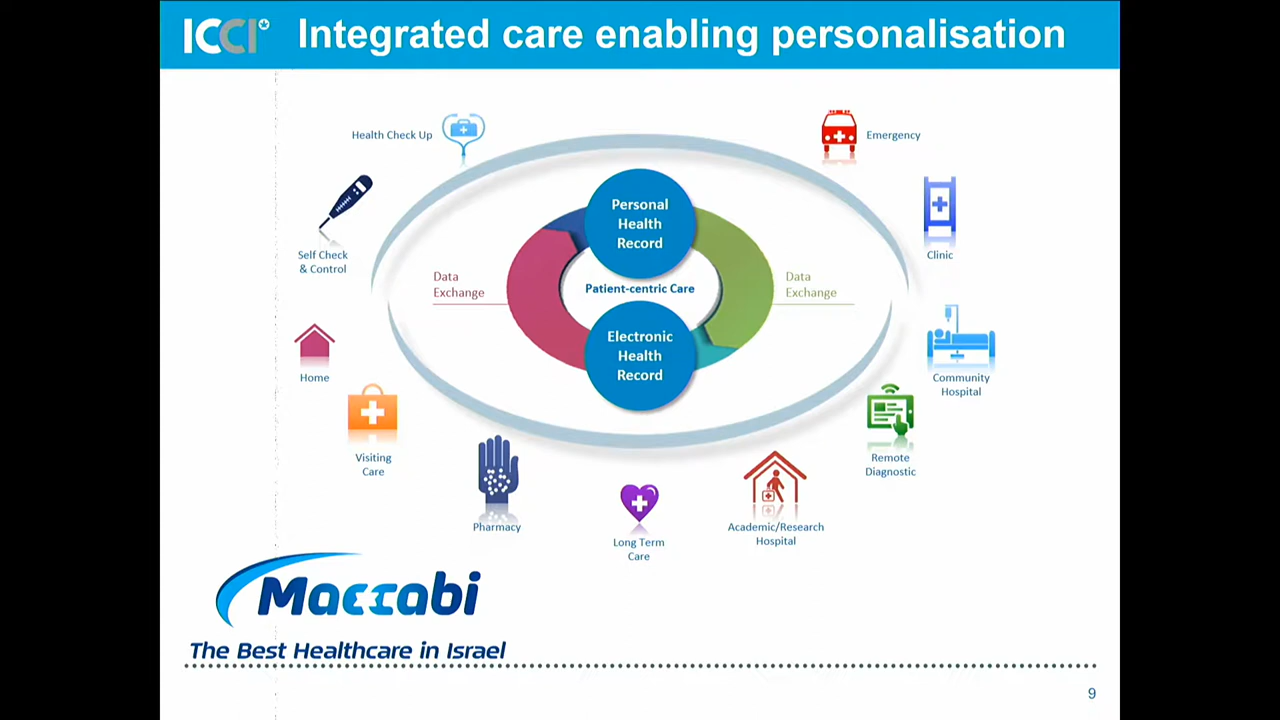 ICCI
Integrated care enabling personalisation
Health Check Up
Emergency
Self Check
& Control
Clinic
Personal
Health
Record
Data
Exchange
Patient-centric Care
Data
Exchange
Electronic
Health
Record
Home
Community
Hospital
Visiting
Care
Remote
Diagnostic
Pharmacy
Long Term
Care
Academic/Research
Hospital
Maccabi
The Best Healthcare in Israel
9